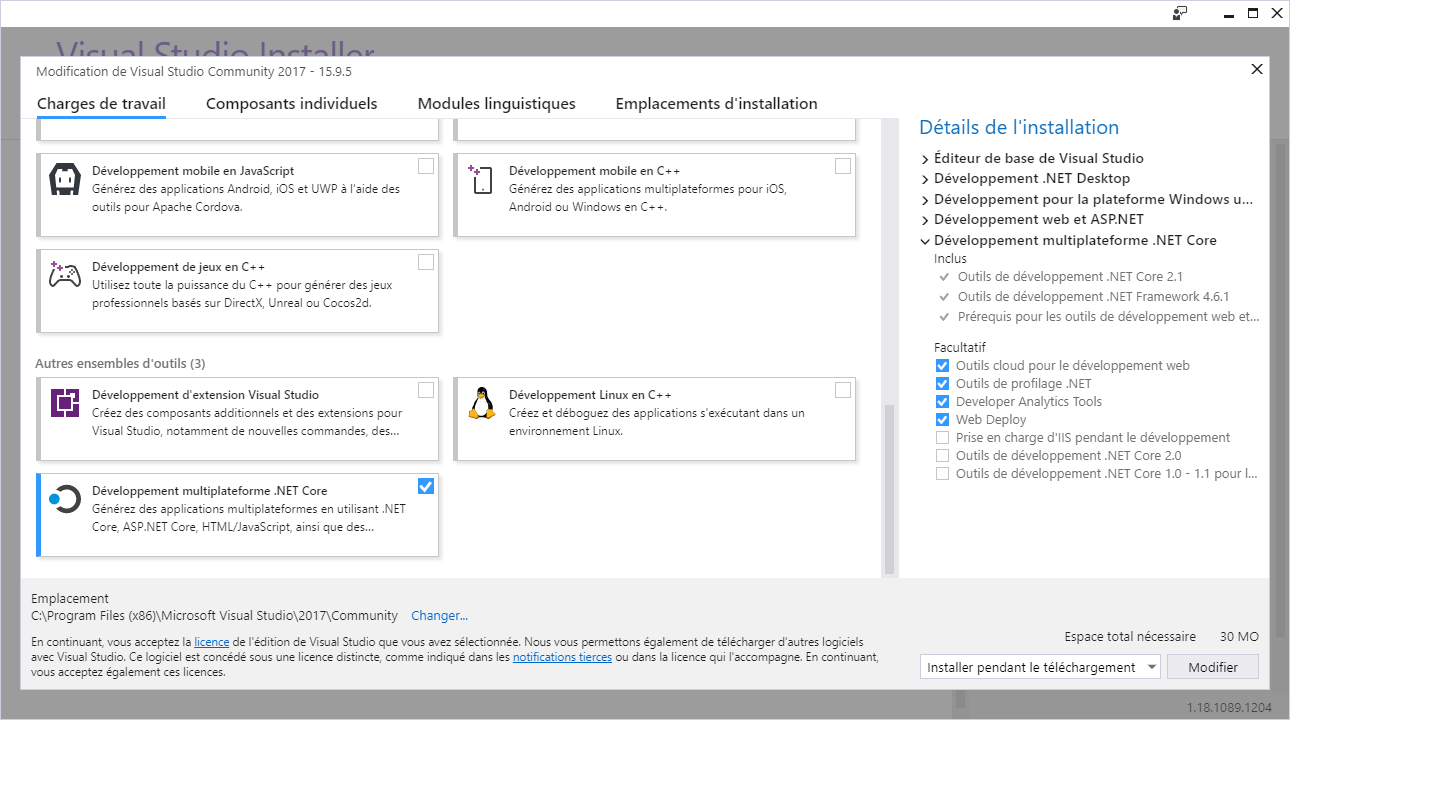 Visual Studio Installer
Modification de Visual Studio Community 2017 - 15.9.5
Charges de travail
Composants individuels
Modules linguistiques
Emplacements d'installation
Développement mobile en JavaScript
Générez des applications Android, iOS et UWP à l'aide des
outils pour Apache Cordova.
Développement mobile en C++
Générez des applications multiplateformes pour iOS,
Android ou Windows en C++.
Développement de jeux en C++
Utilisez toute la puissance du C++ pour générer des jeux
professionnels basés sur DirectX, Unreal ou Cocos2d.
Autres ensembles d'outils (3)
Développement d'extension Visual Studio
Créez des composants additionnels et des extensions pour
Visual Studio, notamment de nouvelles commandes, des...
Développement Linux en C++
Créez et déboguez des applications s'exécutant dans un
environnement Linux.
Développement multiplateforme .NET Core
Générez des applications multiplateformes en utilisant .NET
Core, ASP.NET Core, HTML/JavaScript, ainsi que des...
Détails de l'installation
Éditeur de base de Visual Studio
Développement .NET Desktop
Développement pour la plateforme Windows u...
Développement web et ASP.NET
Développement multiplateforme .NET Core
Inclus
Outils de développement .NET Core 2.1
Outils de développement .NET Framework 4.6.1
Prérequis pour les outils de développement web et...
Facultatif
Outils cloud pour le développement web
Outils de profilage .NET
Developer Analytics Tools
Web Deploy
Prise en charge d'IIS pendant le développement
Outils de développement .NET Core 2.0
Outils de développement .NET Core 1.0 - 1.1 pour l...
Emplacement
C:\Program Files (x86)\Microsoft Visual Studio\2017\Community Changer...
En continuant, vous acceptez la licence de l'édition de Visual Studio que vous avez sélectionnée. Nous vous permettons également de télécharger d'autres logiciels
avec Visual Studio. Ce logiciel est concédé sous une licence distincte, comme indiqué dans les notifications tierces ou dans la licence qui l'accompagne. En continuant,
vous acceptez également ces licences.
Espace total nécessaire 30 MO
Installer pendant le téléchargement
Modifier
1.18.1089.1204